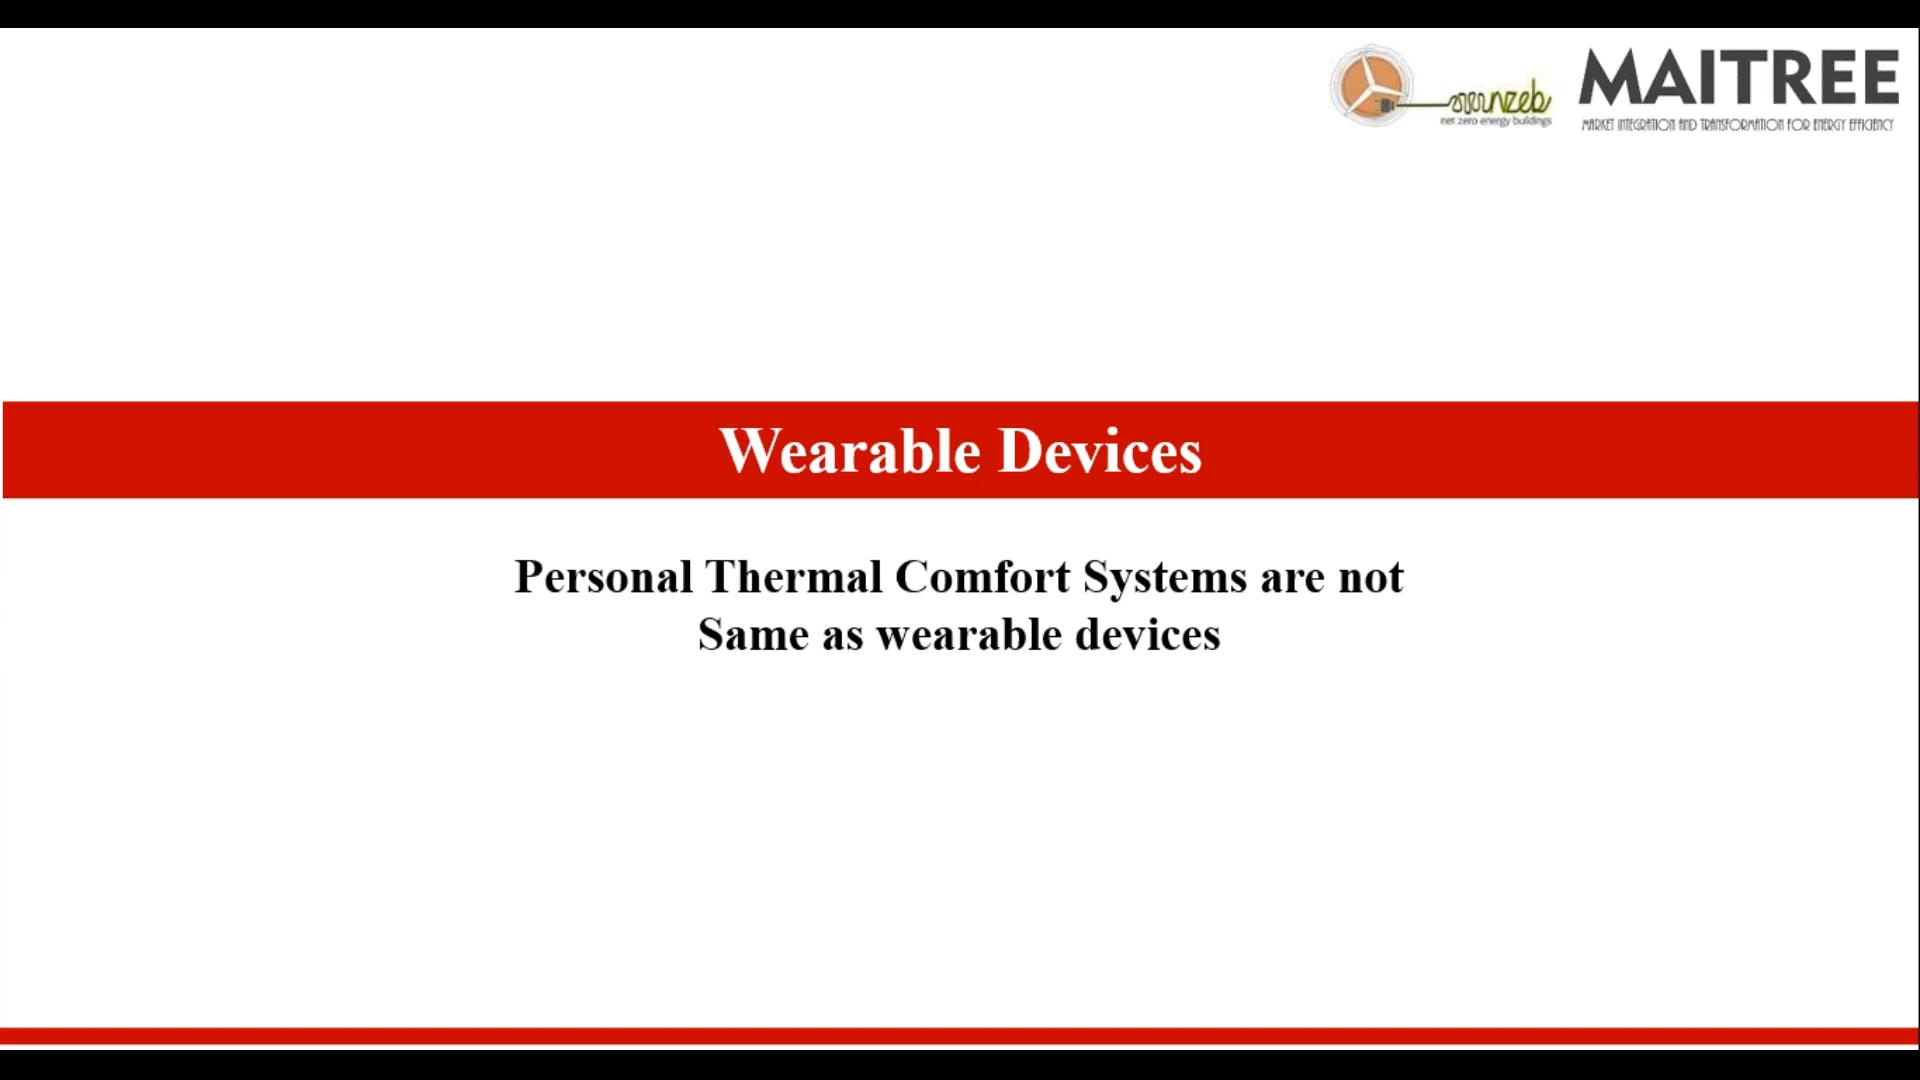 nzeb
net zero energy buildings
MAITREE
MARKET INTEGRATION AND TRANSFORMATION FOR ENERGY EFFICIENCY
Wearable Devices
Personal Thermal Comfort Systems are not
Same as wearable devices